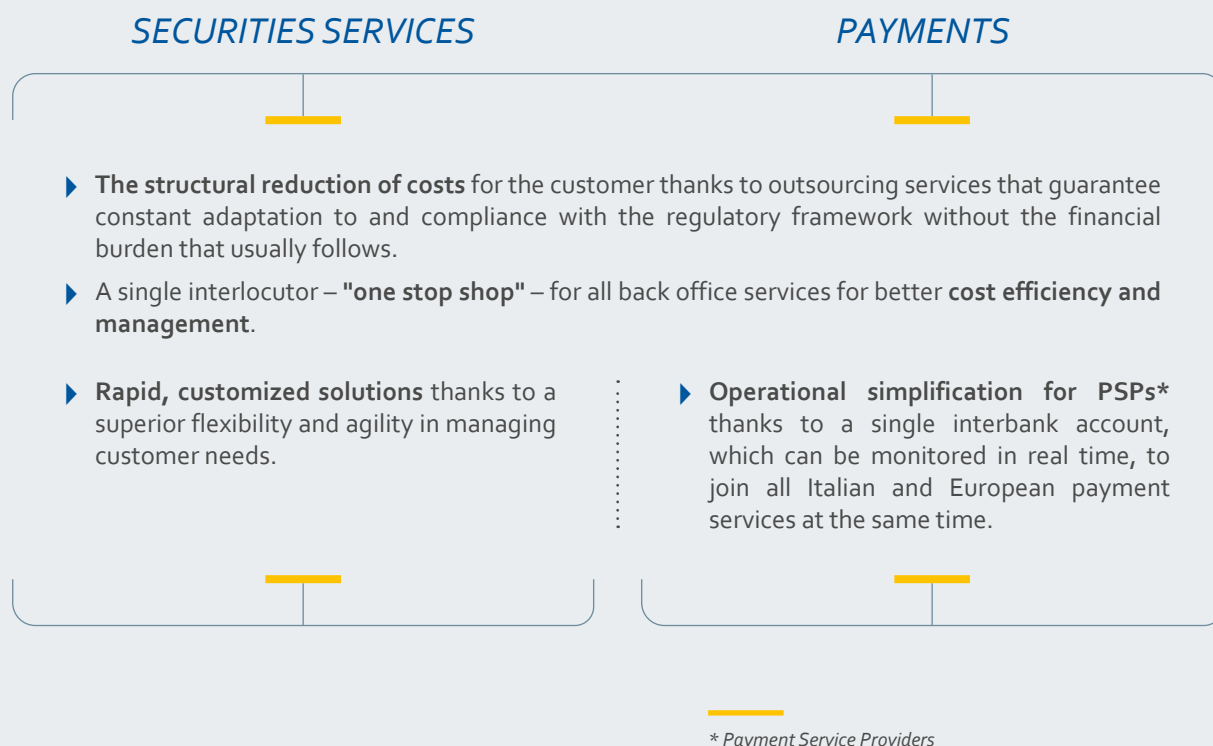 SECURITIES SERVICES
PAYMENTS
The structural reduction of costs for the customer thanks to outsourcing services that guarantee
constant adaptation to and compliance with the regulatory framework without the financial
burden that usually follows.
A single interlocutor – "one stop shop" – for all back office services for better cost efficiency and
management.
Rapid, customized solutions thanks to a
superior flexibility and agility in managing
customer needs.
Operational simplification for PSPs*
thanks to a single interbank account,
which can be monitored in real time, to
join all Italian and European payment
services at the same time.
* Payment Service Providers